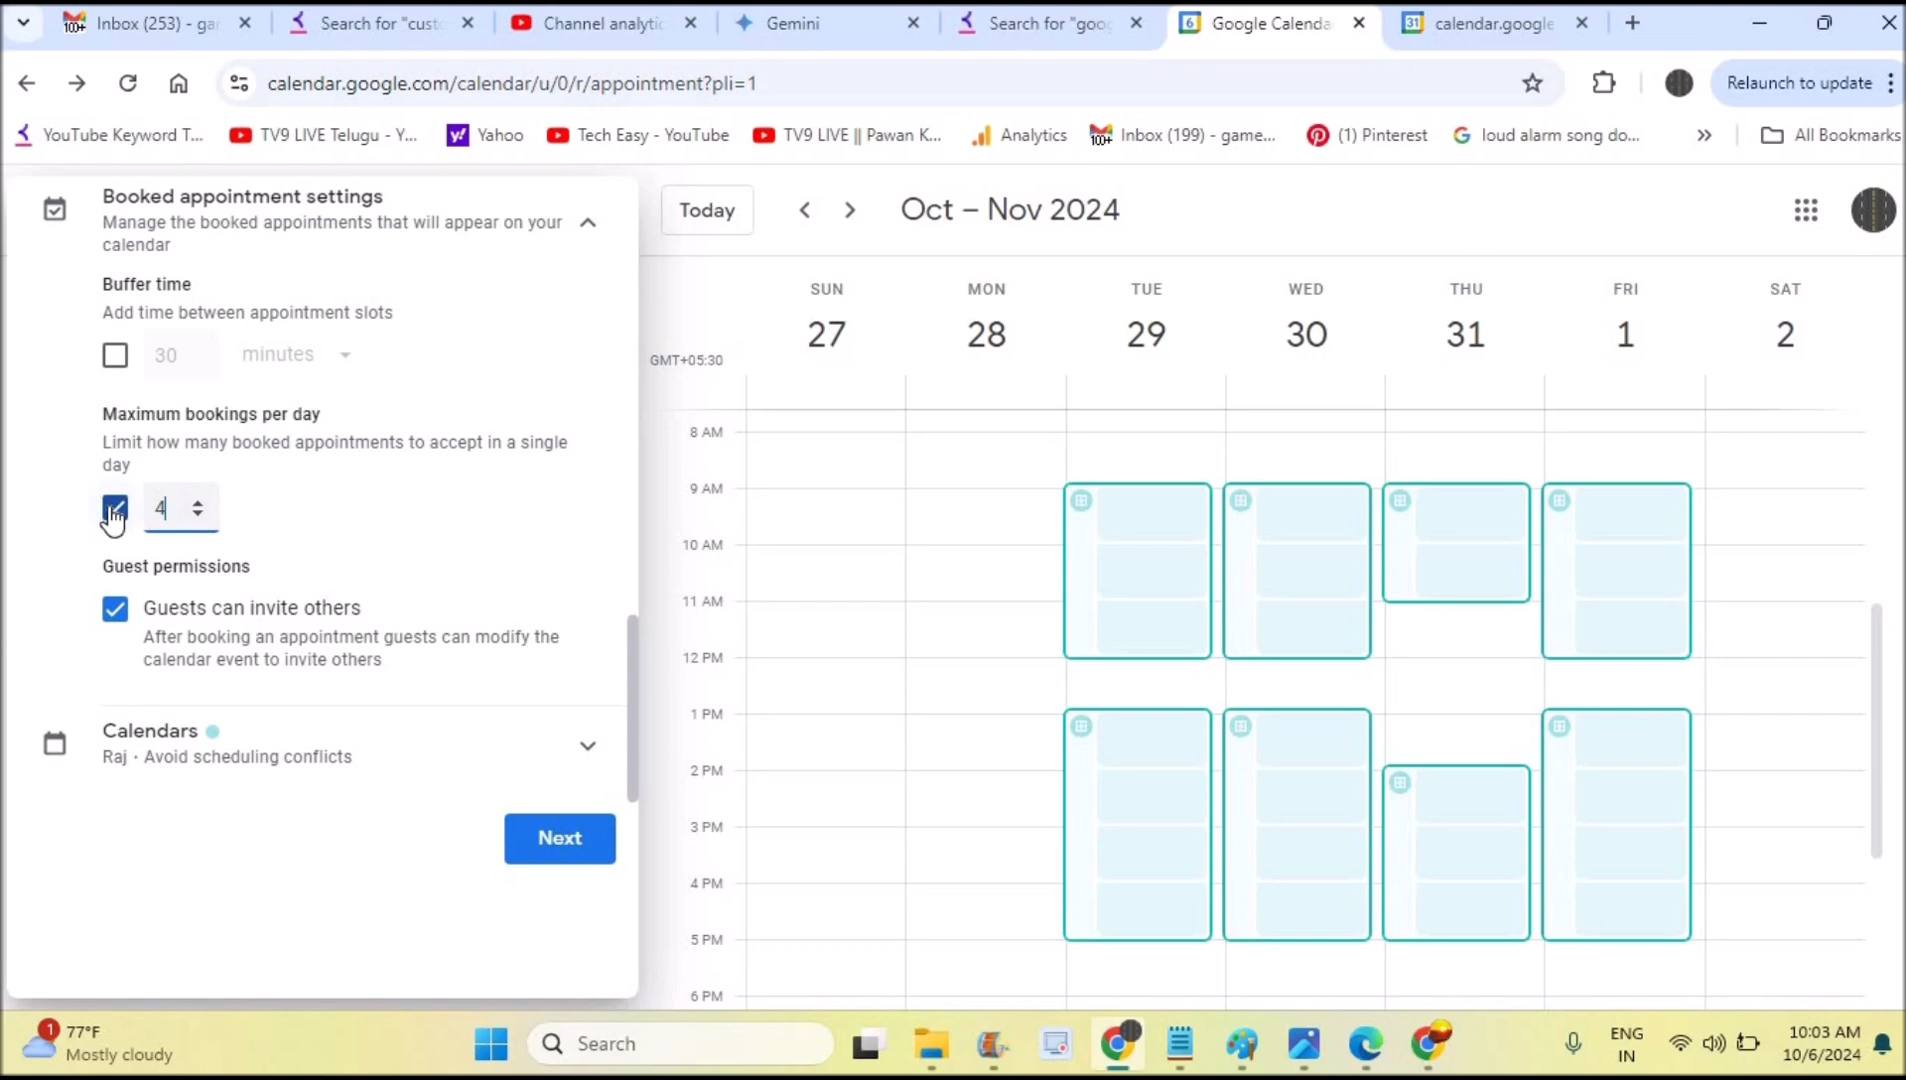 Inbox (253) - gar
Search for "custo
Channel analytic
Gemini
Search for "goog
Google Calenda
calendar.google
calendar.google.com/calendar/u/0/r/appointment?pli=1
Relaunch to update
YouTube Keyword T...
TV9 LIVE Telugu - Y...
Yahoo
Tech Easy - YouTube
TV9 LIVE || Pawan K...
Analytics
Inbox (199) - game...
(1) Pinterest
loud alarm song do...
All Bookmarks
Booked appointment settings
Manage the booked appointments that will appear on your
calendar
Buffer time
Add time between appointment slots
30 minutes
Maximum bookings per day
Limit how many booked appointments to accept in a single
day
4
Guest permissions
Guests can invite others
After booking an appointment guests can modify the
calendar event to invite others
Calendars
Raj · Avoid scheduling conflicts
Next
Today
Oct – Nov 2024
SUN MON TUE WED THU FRI SAT
27 28 29 30 31 1 2
GMT+05:30
8 AM
9 AM
10 AM
11 AM
12 PM
1 PM
2 PM
3 PM
4 PM
5 PM
6 PM
1
77°F
Mostly cloudy
Search
ENG
IN
10:03 AM
10/6/2024